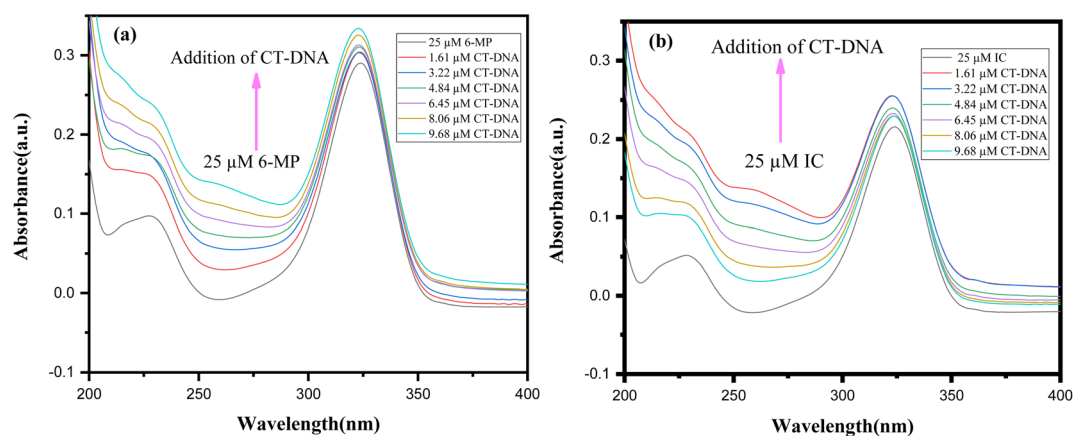 (a)
Addition of CT-DNA
25 µM 6-MP
25 µM 6-MP
1.61 µM CT-DNA
3.22 µM CT-DNA
4.84 µM CT-DNA
6.45 µM CT-DNA
8.06 µM CT-DNA
9.68 µM CT-DNA
Absorbance(a.u.)
0.3
0.2
0.1
0.0
-0.1
200
250
300
350
400
Wavelength(nm)
(b)
Addition of CT-DNA
25 µM IC
25 µM IC
1.61 µM CT-DNA
3.22 µM CT-DNA
4.84 µM CT-DNA
6.45 µM CT-DNA
8.06 µM CT-DNA
9.68 µM CT-DNA
Absorbance(a.u.)
0.3
0.2
0.1
0.0
-0.1
200
250
300
350
400
Wavelength(nm)